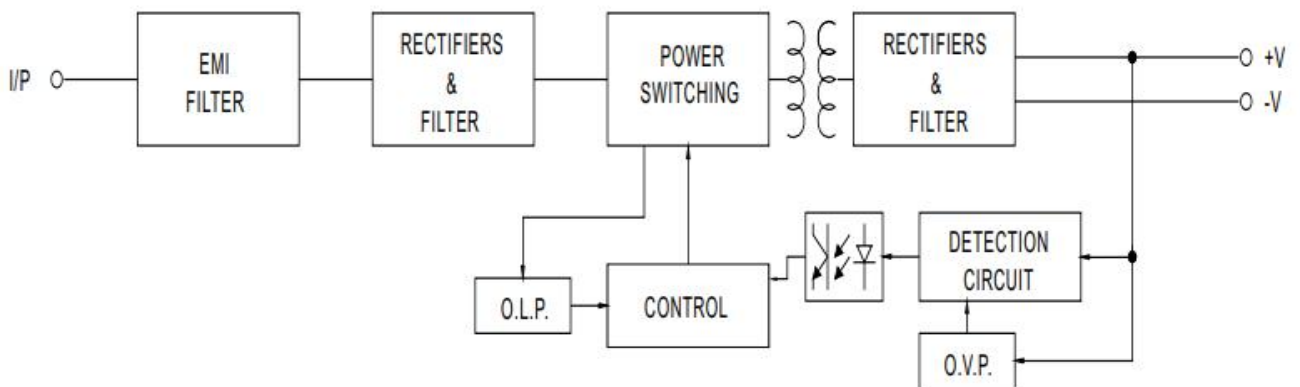 I/P
EMI
FILTER
RECTIFIERS
&
FILTER
POWER
SWITCHING
RECTIFIERS
&
FILTER
+V
-V
O.L.P.
CONTROL
DETECTION
CIRCUIT
O.V.P.